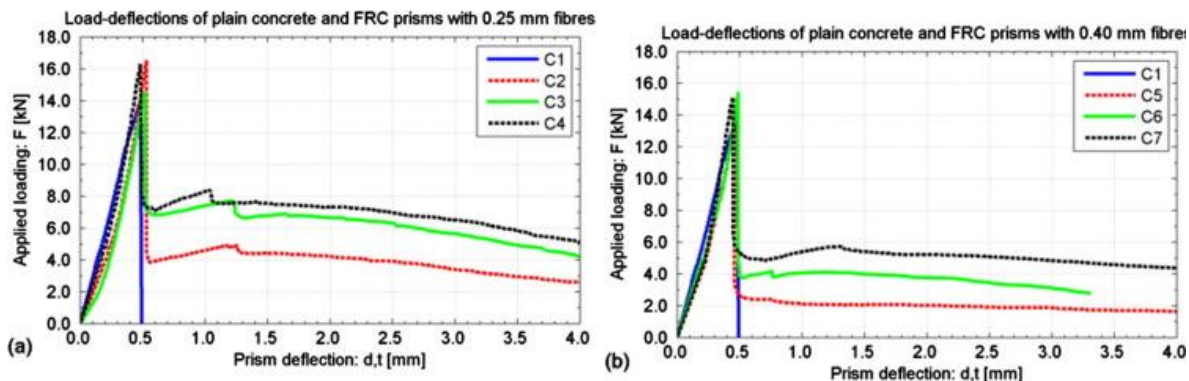 Load-deflections of plain concrete and FRC prisms with 0.25 mm fibres
18.0
16.0
14.0
12.0
10.0
8.0
6.0
4.0
2.0
0.0
Applied loading: F [kN]
C1
C2
C3
C4
0.0 0.5 1.0 1.5 2.0 2.5 3.0 3.5 4.0
Prism deflection: d,t [mm]
(a)
Load-deflections of plain concrete and FRC prisms with 0.40 mm fibres
18.0
16.0
14.0
12.0
10.0
8.0
6.0
4.0
2.0
0.0
Applied loading: F [kN]
C1
C5
C6
C7
0.0 0.5 1.0 1.5 2.0 2.5 3.0 3.5 4.0
Prism deflection: d,t [mm]
(b)